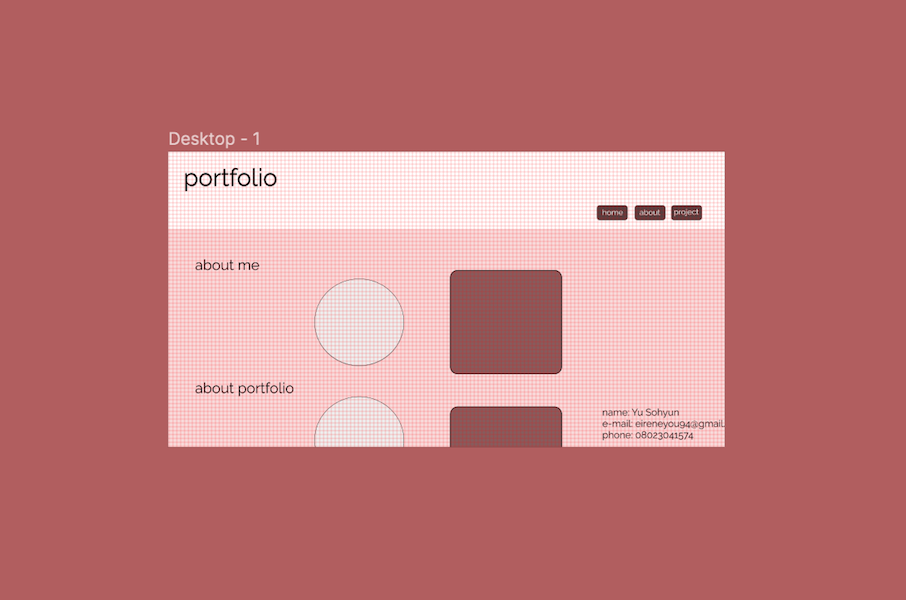 Desktop - 1
portfolio
home about project
about me
about portfolio
name: Yu Sohyun
e-mail: eireneyou94@gmail.
phone: 08023041574